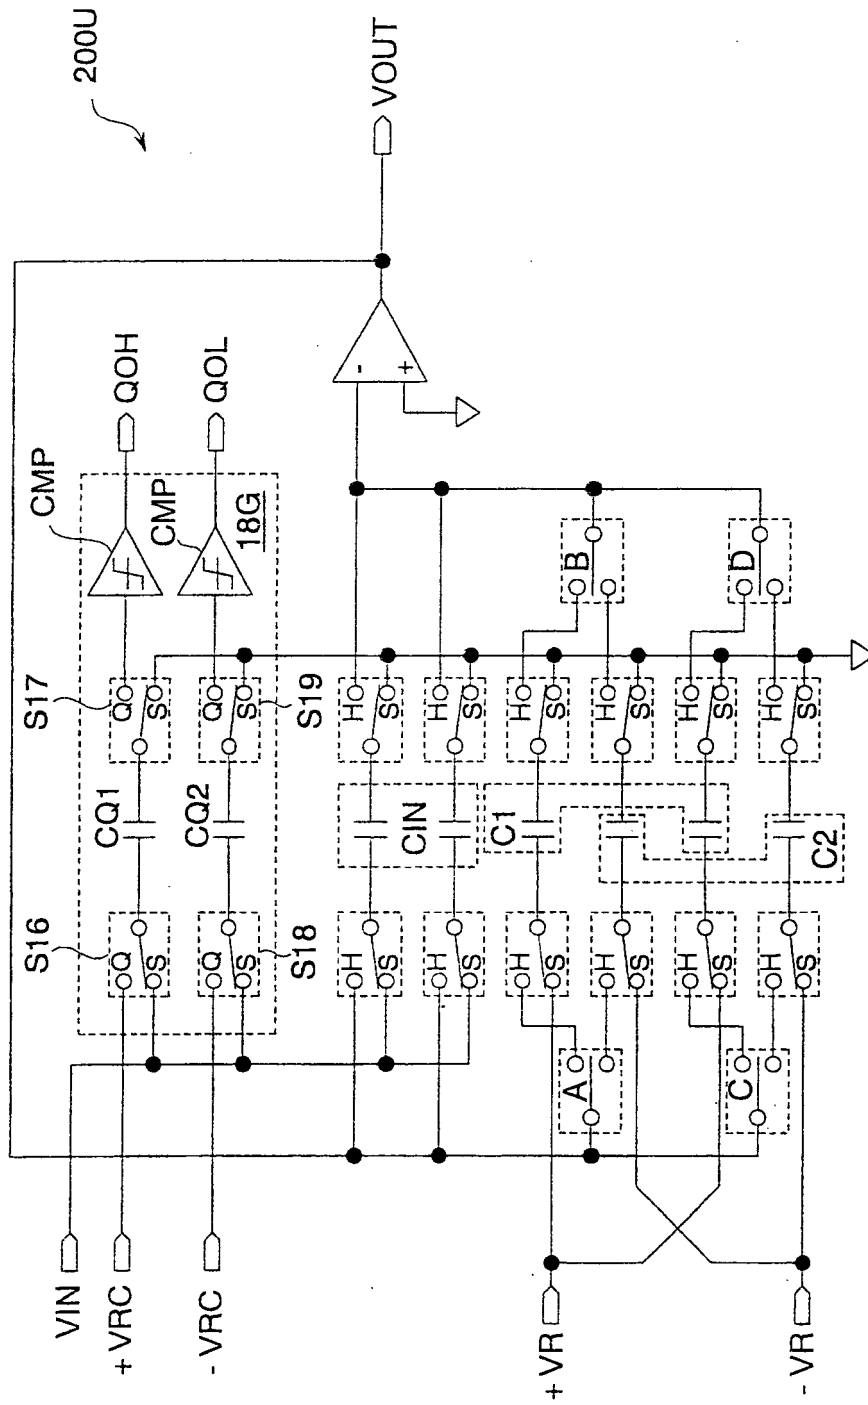 200U
VOUT
QOH
QOL
CMP
CMP
18G
-
+
S17
Q
S
Q
S
S19
CQ1
CQ2
S16
Q
S
Q
S
S18
H
S
H
S
H
S
H
S
H
S
H
S
B
D
CIN
C1
C2
H
S
H
S
H
S
H
S
H
S
H
S
A
C
VIN
+ VRC
- VRC
+ VR
- VR